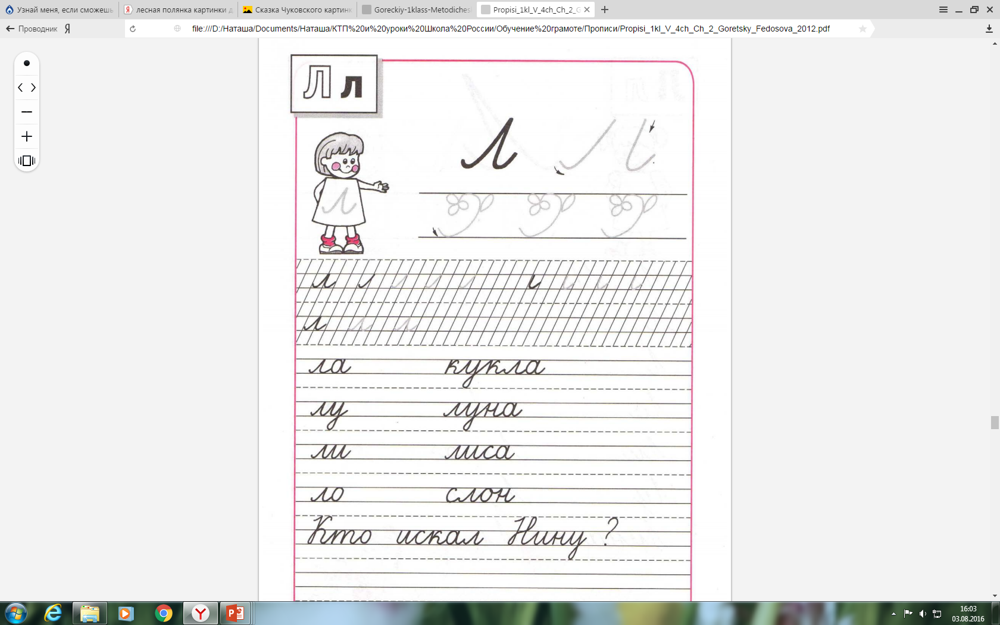 Узнай меня, если сможешь
лесная полянка картинки д
Сказка Чуковского картинк
Goreckiy-1klass-Metodiches
Propisi_1kl_V_4ch_Ch_2_G
Проводник Я file:///D:/Наташа/Documents/Наташа/КТП%20и%20уроки%20Школа%20России/Обучение%20грамоте/Прописи/Propisi_1kl_V_4ch_Ch_2_Goretsky_Fedosova_2012.pdf
Л л
л
л
л
ла кукла
лу луна
ли лиса
ло слон
Кто искал Нину?
16:03
03.08.2016